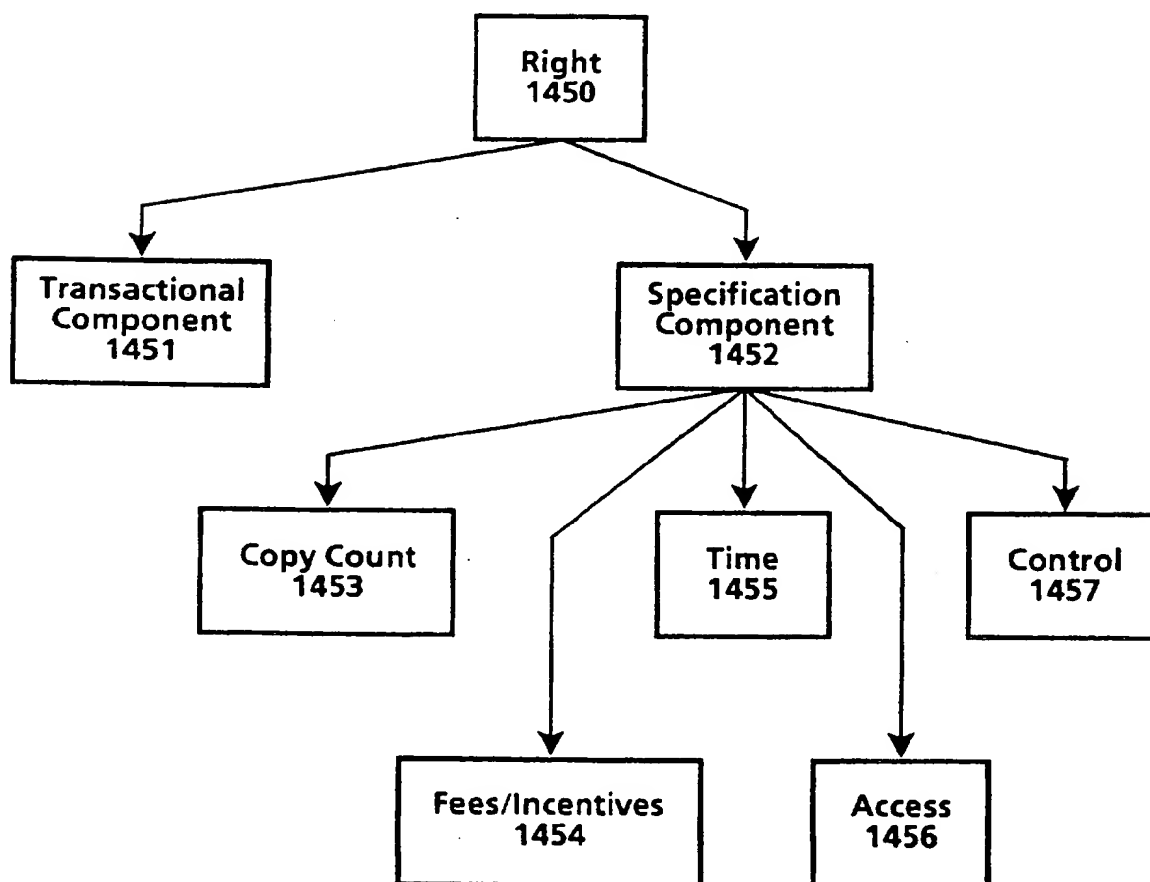 Right
1450
Transactional
Component
1451
Specification
Component
1452
Copy Count
1453
Time
1455
Control
1457
Fees/Incentives
1454
Access
1456